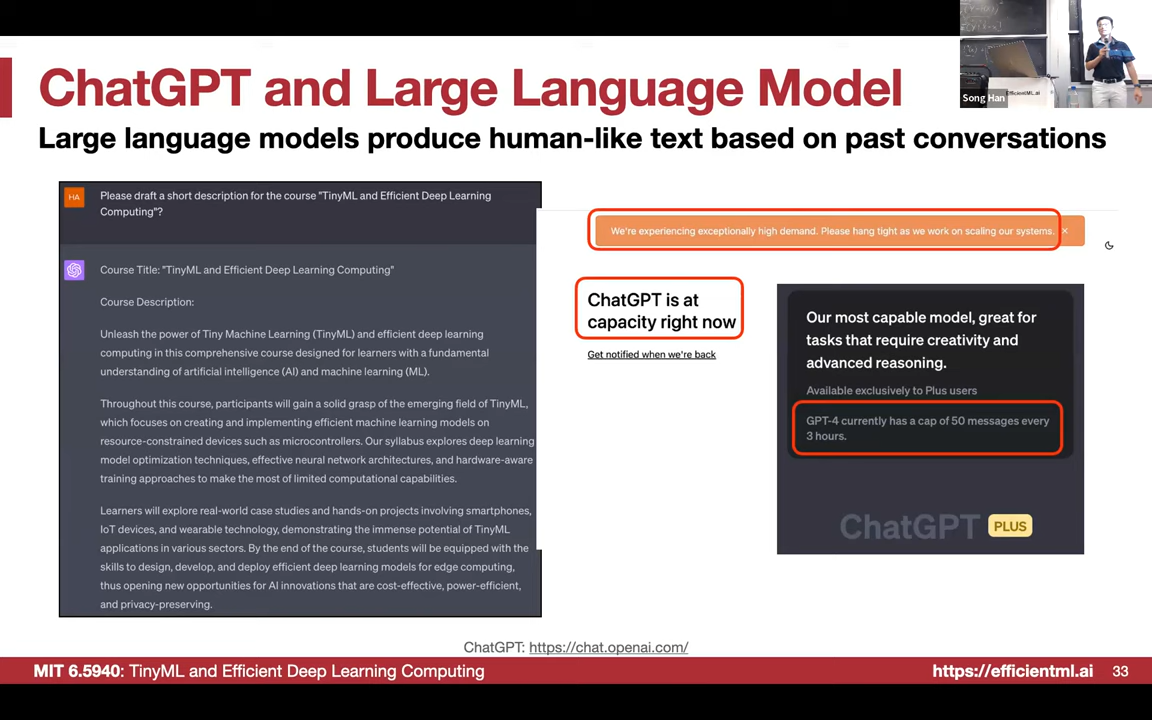 ChatGPT and Large Language Model
Song Han
EfficientML.ai
Large language models produce human-like text based on past conversations
HA
Please draft a short description for the course "TinyML and Efficient Deep Learning
Computing"?
Course Title: "TinyML and Efficient Deep Learning Computing"
Course Description:
Unleash the power of Tiny Machine Learning (TinyML) and efficient deep learning
computing in this comprehensive course designed for learners with a fundamental
understanding of artificial intelligence (AI) and machine learning (ML).
Throughout this course, participants will gain a solid grasp of the emerging field of TinyML,
which focuses on creating and implementing efficient machine learning models on
resource-constrained devices such as microcontrollers. Our syllabus explores deep learning
model optimization techniques, effective neural network architectures, and hardware-aware
training approaches to make the most of limited computational capabilities.
Learners will explore real-world case studies and hands-on projects involving smartphones,
IoT devices, and wearable technology, demonstrating the immense potential of TinyML
applications in various sectors. By the end of the course, students will be equipped with the
skills to design, develop, and deploy efficient deep learning models for edge computing,
thus opening new opportunities for AI innovations that are cost-effective, power-efficient,
and privacy-preserving.
We're experiencing exceptionally high demand. Please hang tight as we work on scaling our systems.
ChatGPT is at
capacity right now
Get notified when we're back
Our most capable model, great for
tasks that require creativity and
advanced reasoning.
Available exclusively to Plus users
GPT-4 currently has a cap of 50 messages every
3 hours.
ChatGPT PLUS
ChatGPT: https://chat.openai.com/
MIT 6.5940: TinyML and Efficient Deep Learning Computing
https://efficientml.ai
33